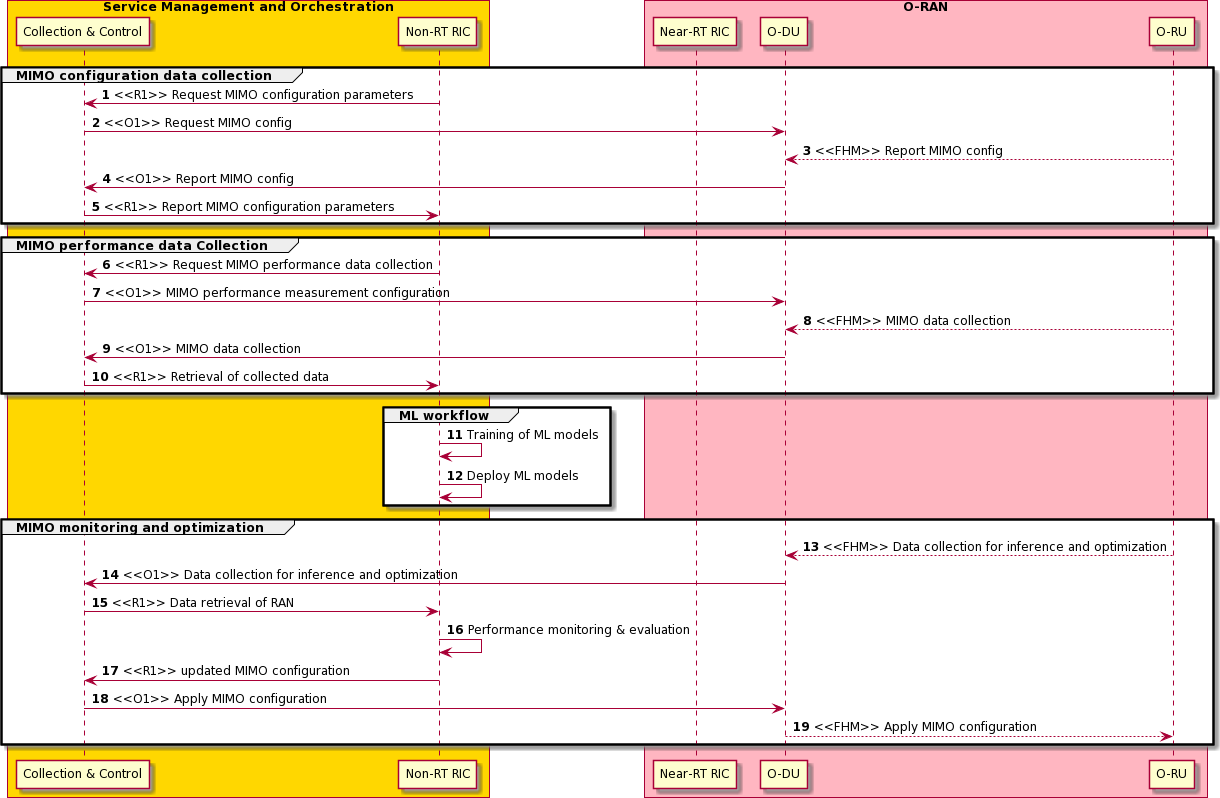 Service Management and Orchestration
O-RAN
Collection & Control
Non-RT RIC
Near-RT RIC
O-DU
O-RU
MIMO configuration data collection
1 <<R1>> Request MIMO configuration parameters
2 <<O1>> Request MIMO config
3 <<FHM>> Report MIMO config
4 <<O1>> Report MIMO config
5 <<R1>> Report MIMO configuration parameters
MIMO performance data Collection
6 <<R1>> Request MIMO performance data collection
7 <<O1>> MIMO performance measurement configuration
8 <<FHM>> MIMO data collection
9 <<O1>> MIMO data collection
10 <<R1>> Retrieval of collected data
ML workflow
11 Training of ML models
12 Deploy ML models
MIMO monitoring and optimization
13 <<FHM>> Data collection for inference and optimization
14 <<O1>> Data collection for inference and optimization
15 <<R1>> Data retrieval of RAN
16 Performance monitoring & evaluation
17 <<R1>> updated MIMO configuration
18 <<O1>> Apply MIMO configuration
19 <<FHM>> Apply MIMO configuration
Collection & Control
Non-RT RIC
Near-RT RIC
O-DU
O-RU